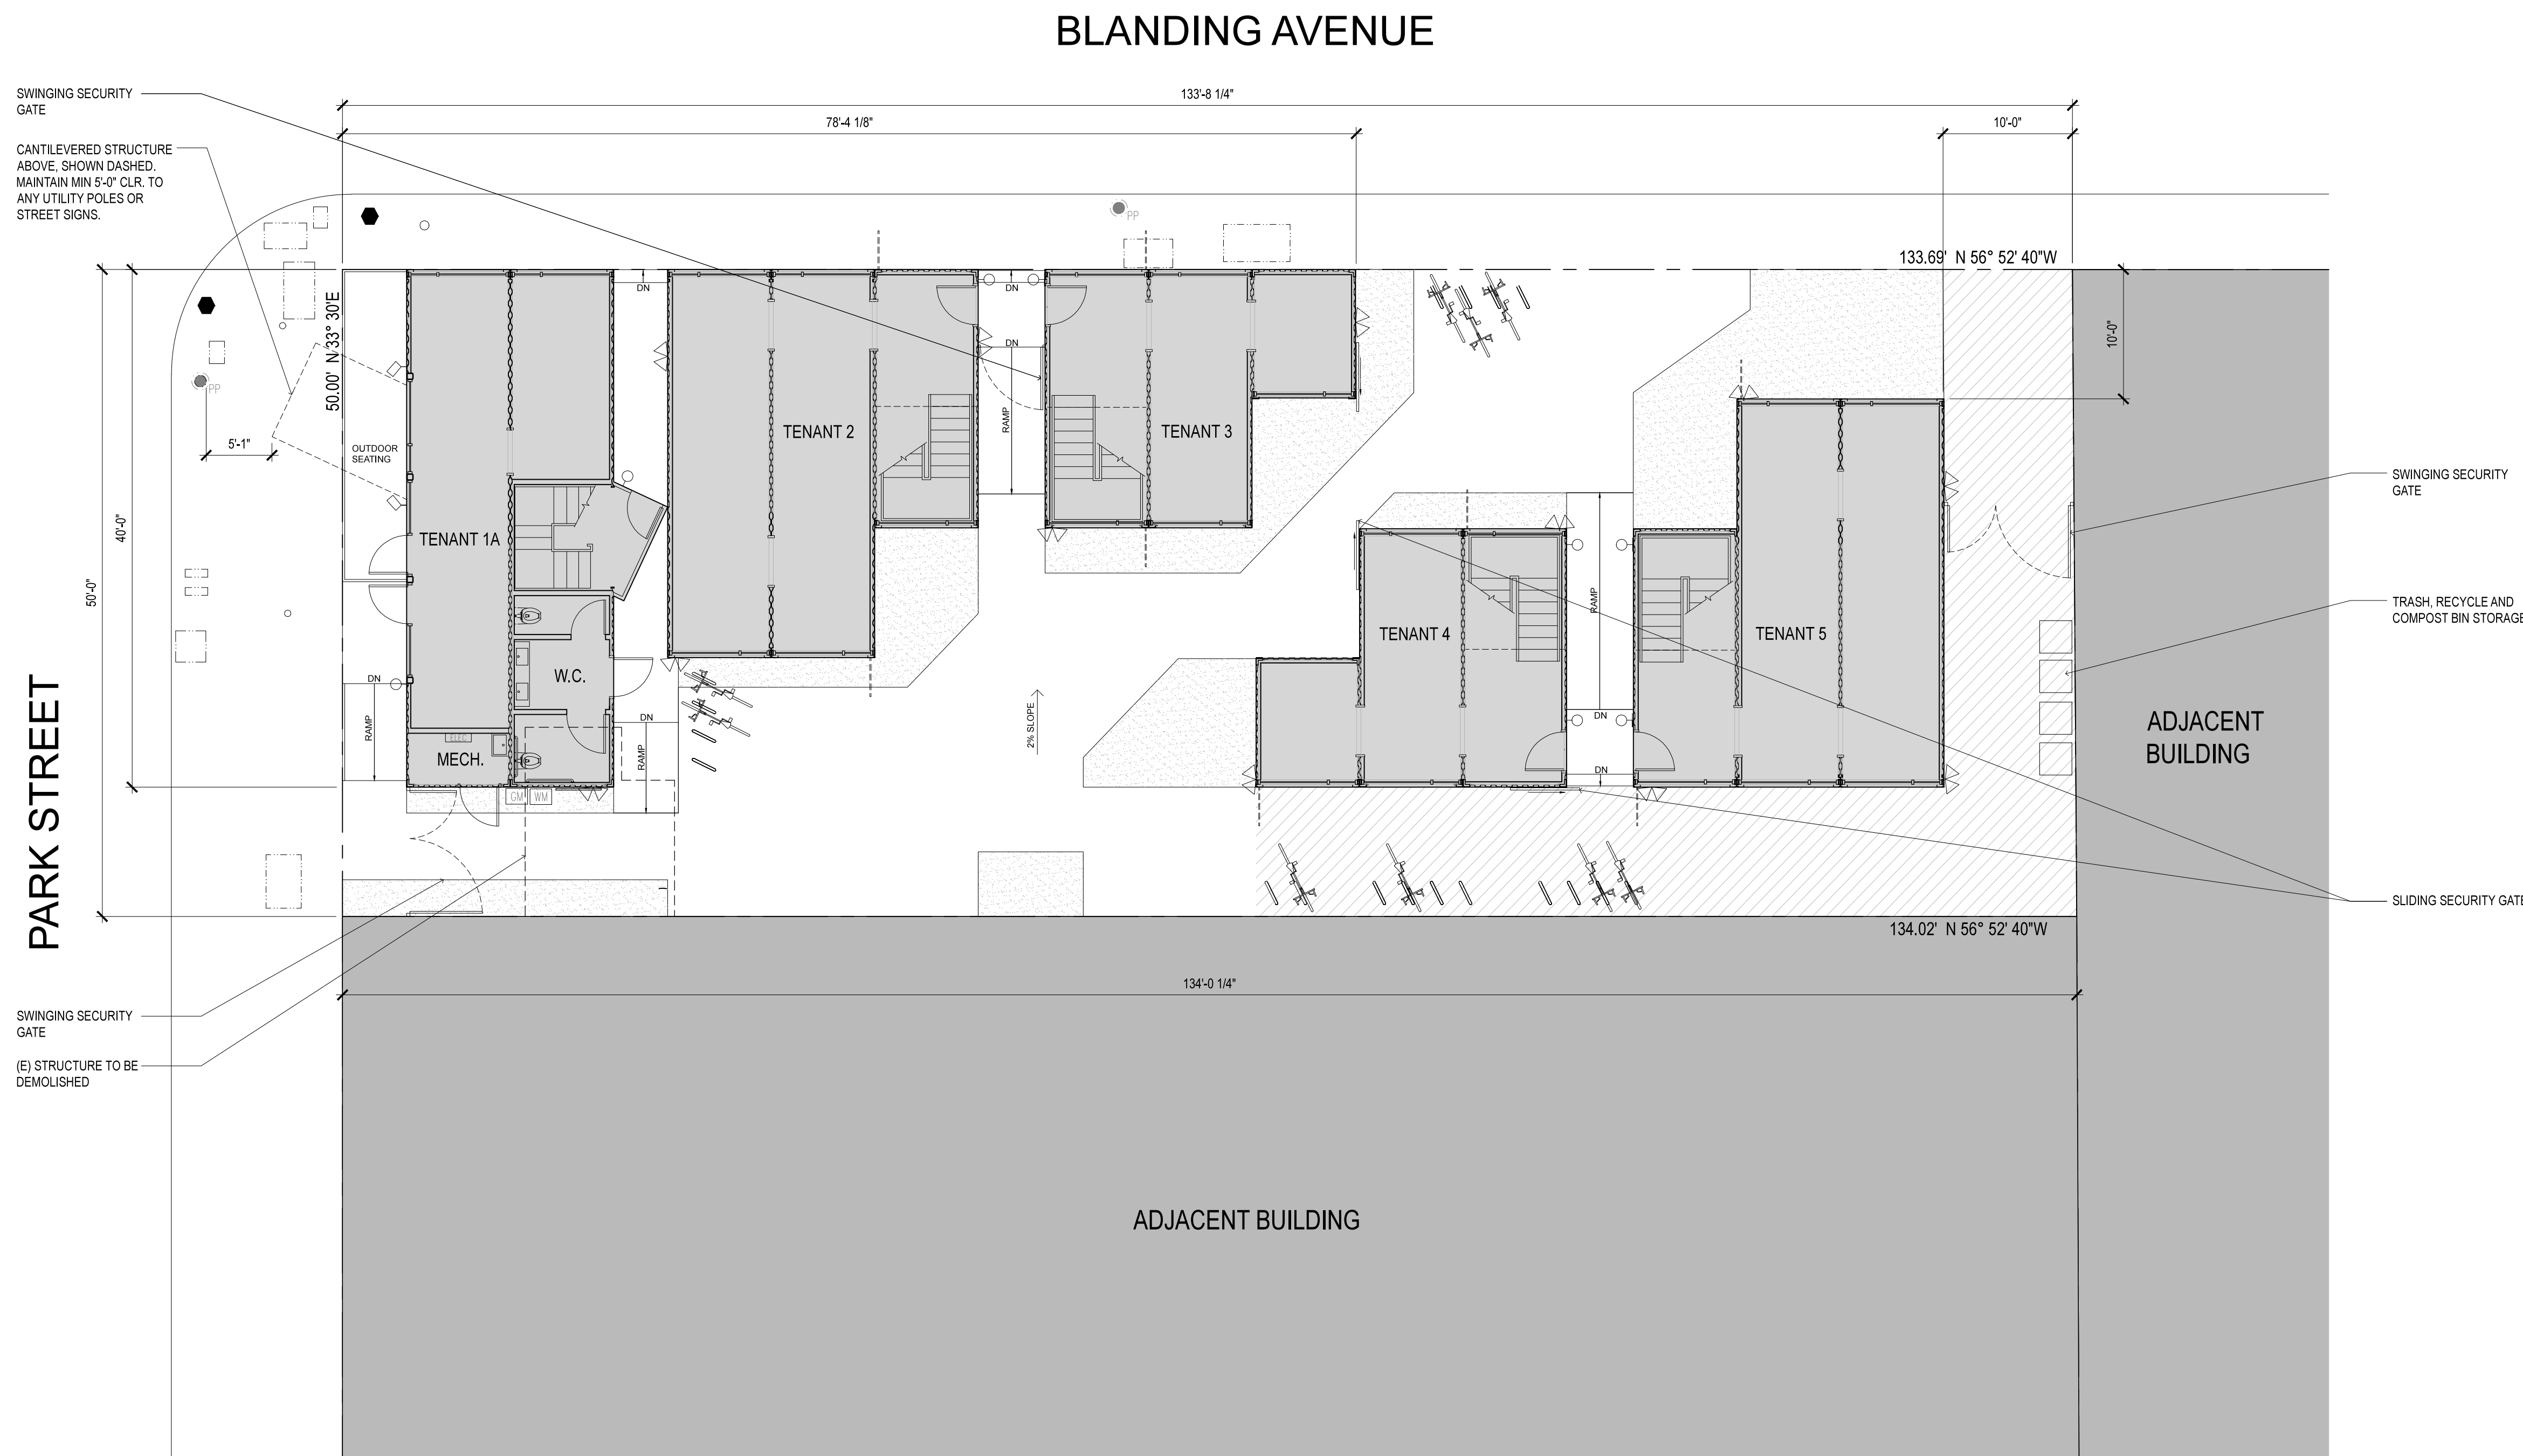 BLANDING AVENUE
SWINGING SECURITY
GATE
133'-8 1/4"
78'-4 1/8"
10'-0"
CANTILEVERED STRUCTURE
ABOVE, SHOWN DASHED.
MAINTAIN MIN 5'-0" CLR. TO
ANY UTILITY POLES OR
STREET SIGNS.
PP
133.69'  N 56° 52' 40"W
DN
DN
50.00'  N 33° 30'E
10'-0"
DN
PP
RAMP
TENANT 2
TENANT 3
5'-1"
OUTDOOR
SEATING
SWINGING SECURITY
GATE
40'-0"
TENANT 1A
50'-0"
RAMP
TRASH, RECYCLE AND
COMPOST BIN STORAGE
TENANT 4
TENANT 5
W.C.
DN
RAMP
DN
RAMP
2% SLOPE
DN
ADJACENT
BUILDING
ELEC
MECH.
DN
GM
WM
PARK STREET
SLIDING SECURITY GATE
134.02'  N 56° 52' 40"W
134'-0 1/4"
SWINGING SECURITY
GATE
(E) STRUCTURE TO BE
DEMOLISHED
ADJACENT BUILDING